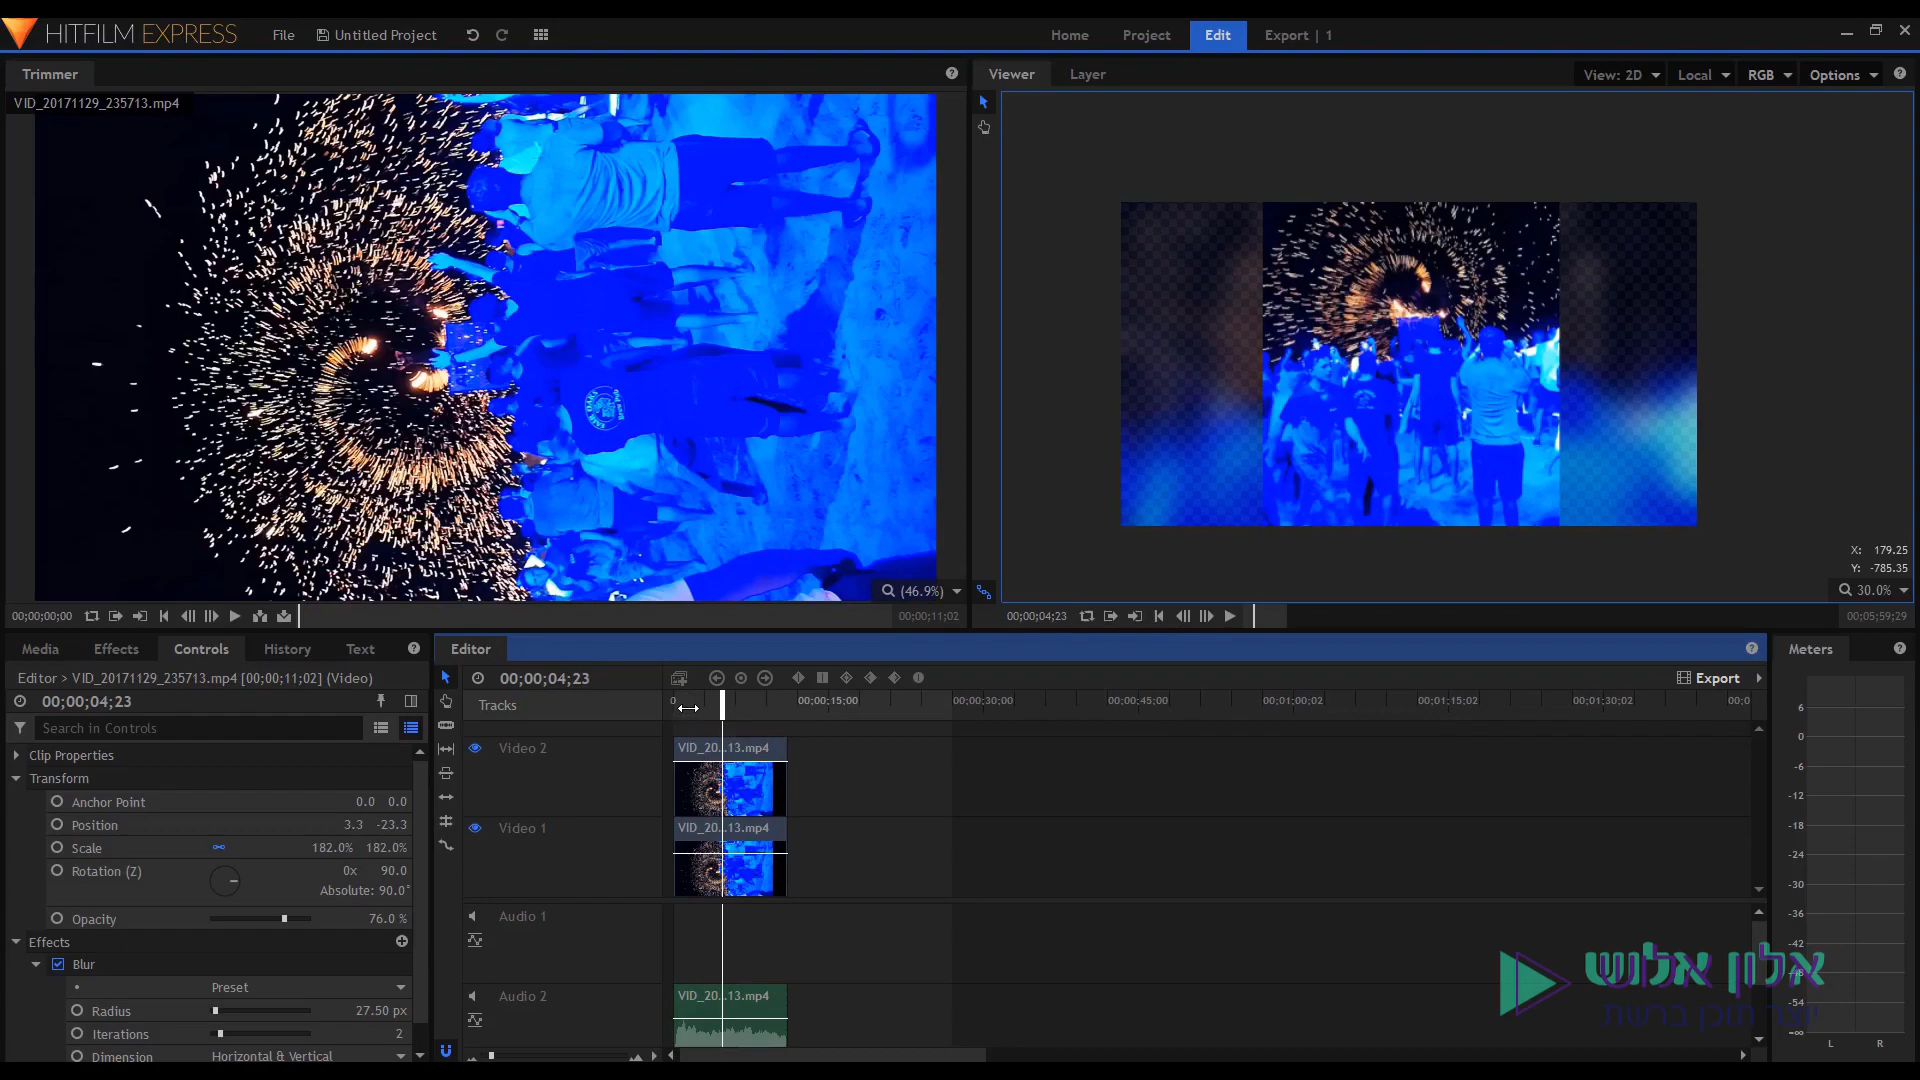 HITFILM EXPRESS
File
Untitled Project
Home
Project
Edit
Export | 1
Trimmer
VID_20171129_235713.mp4
(46.9%)
00;00;00;00
00;00;11;02
Viewer
Layer
View: 2D
Local
RGB
Options
X: 179.25
Y: -785.35
30.0%
00;00;04;23
00;05;59;29
Media
Effects
Controls
History
Text
Editor > VID_20171129_235713.mp4 [00;00;11;02] (Video)
00;00;04;23
Search in Controls
Clip Properties
Transform
Anchor Point 0.0 0.0
Position 3.3 -23.3
Scale 182.0% 182.0%
Rotation (Z) 0x 90.0
Absolute: 90.0°
Opacity 76.0 %
Effects
Blur
Preset
Radius 27.50 px
Iterations 2
Dimension Horizontal & Vertical
Editor
00;00;04;23
Export
Tracks
0
00;00;15;00
00;00;30;00
00;00;45;00
00;01;00;02
00;01;15;02
00;01;30;02
00;0
Video 2
VID_20...13.mp4
Video 1
VID_20...13.mp4
Audio 1
Audio 2
VID_20...13.mp4
Meters
6
0
-6
-12
-18
-24
-30
-36
-42
-48
-54
-∞
L R
אלון אלוש
יוצר תוכן ברשת